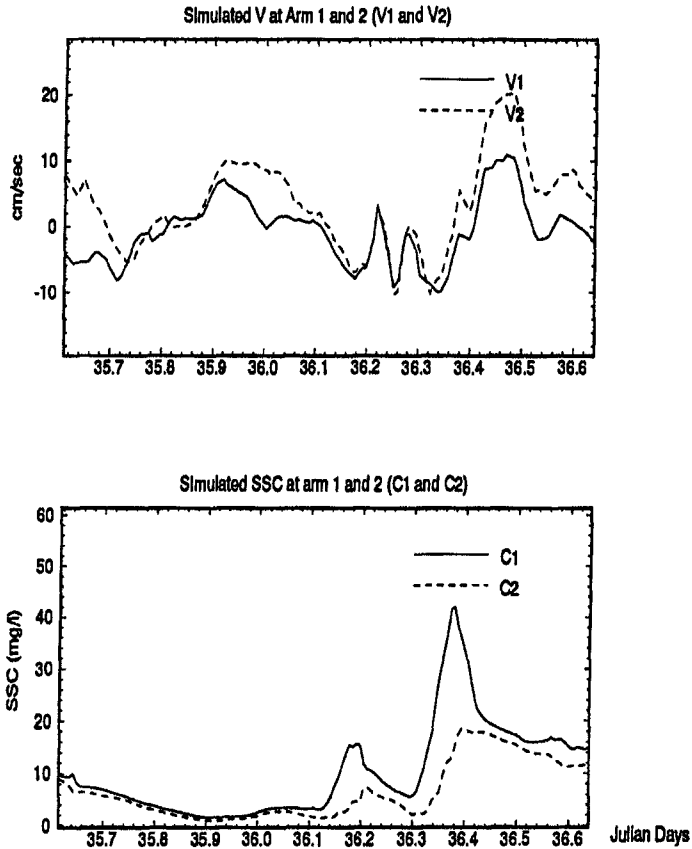 Simulated V at Arm 1 and 2 (V1 and V2)
cm/sec
20
10
0
-10
V1
V2
35.7 35.8 35.9 36.0 36.1 36.2 36.3 36.4 36.5 36.6
Simulated SSC at arm 1 and 2 (C1 and C2)
SSC (mg/l)
60
50
40
30
20
10
0
C1
C2
35.7 35.8 35.9 36.0 36.1 36.2 36.3 36.4 36.5 36.6 Julian Days